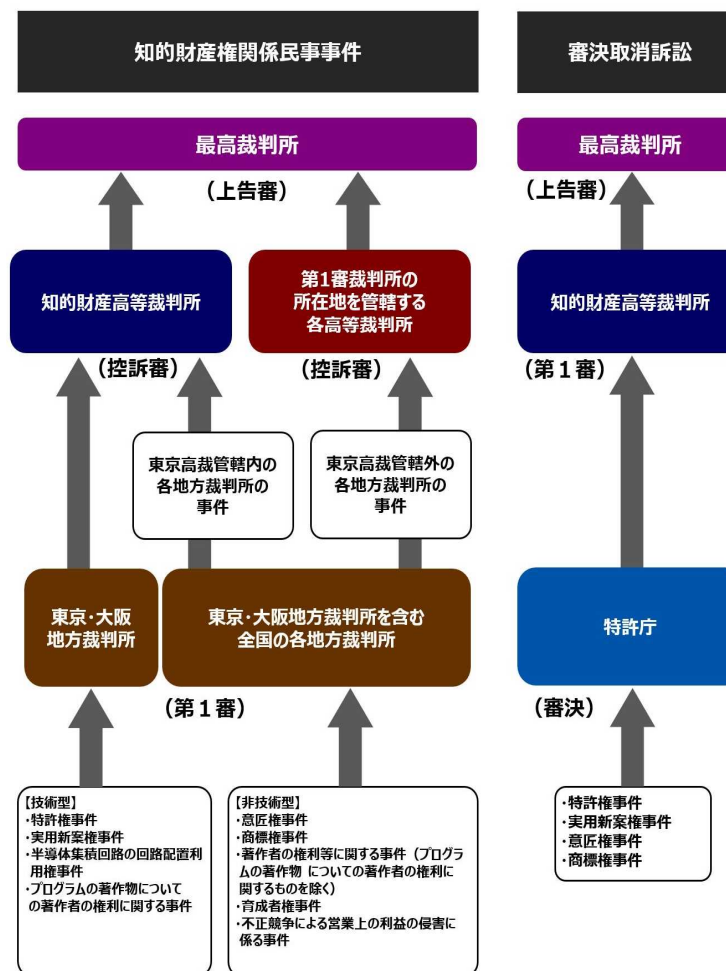 知的財産権関係民事事件
審決取消訴訟
最高裁判所
最高裁判所
（上告審）
（上告審）
知的財産高等裁判所
第1審裁判所の
所在地を管轄する
各高等裁判所
知的財産高等裁判所
（控訴審）
（控訴審）
（第１審）
東京高裁管轄内の
各地方裁判所の
事件
東京高裁管轄外の
各地方裁判所の
事件
東京・大阪
地方裁判所
東京・大阪地方裁判所を含む
全国の各地方裁判所
特許庁
（第１審）
（審決）
【技術型】
・特許権事件
・実用新案権事件
・半導体集積回路の回路配置利
用権事件
・プログラムの著作物について
の著作者の権利に関する事件
【非技術型】
・意匠権事件
・商標権事件
・著作者の権利等に関する事件（プログラ
ムの著作物 についての著作者の権利に
関するものを除く）
・育成者権事件
・不正競争による営業上の利益の侵害に
係る事件
・特許権事件
・実用新案権事件
・意匠権事件
・商標権事件